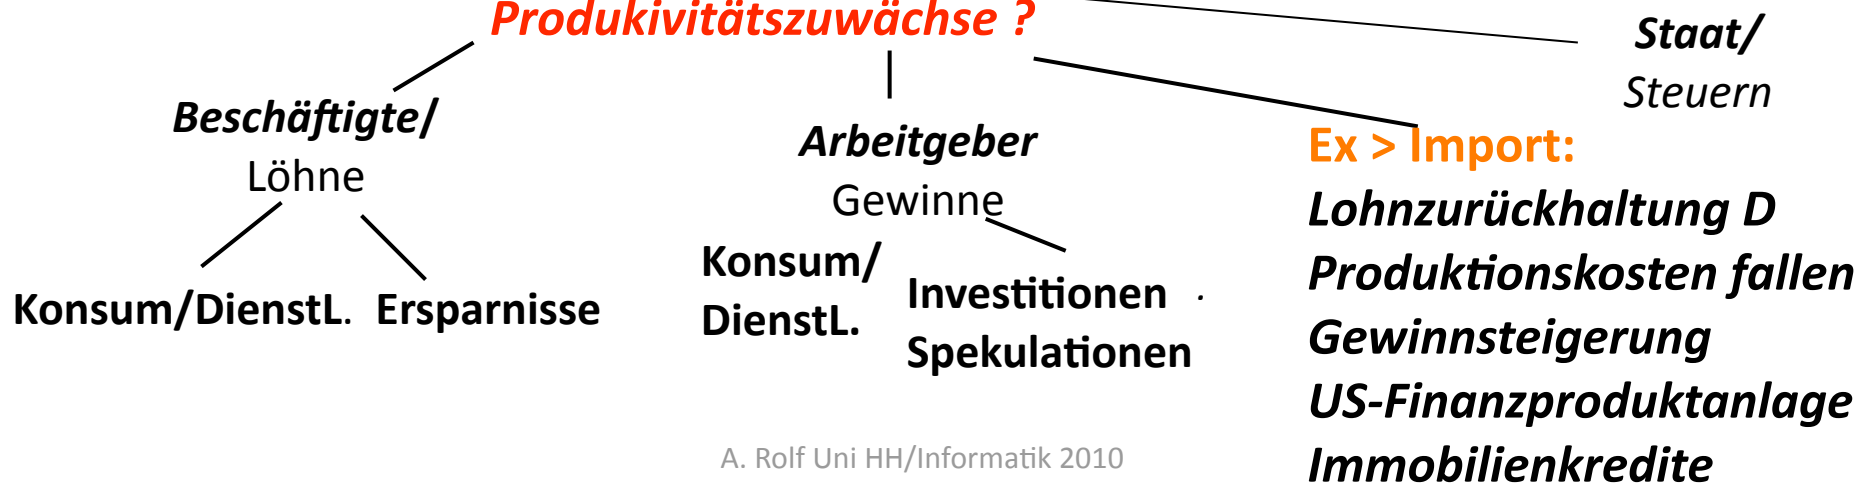 Produkivitätszuwächse ?
Staat/
Steuern
Beschäftigte/
Löhne
Arbeitgeber
Gewinne
Ex > Import:
Lohnzurückhaltung D
Produktionskosten fallen
Gewinnsteigerung
US-Finanzproduktanlage
Immobilienkredite
Konsum/DienstL. Ersparnisse
Konsum/
DienstL.
Investitionen .
Spekulationen
A. Rolf Uni HH/Informatik 2010